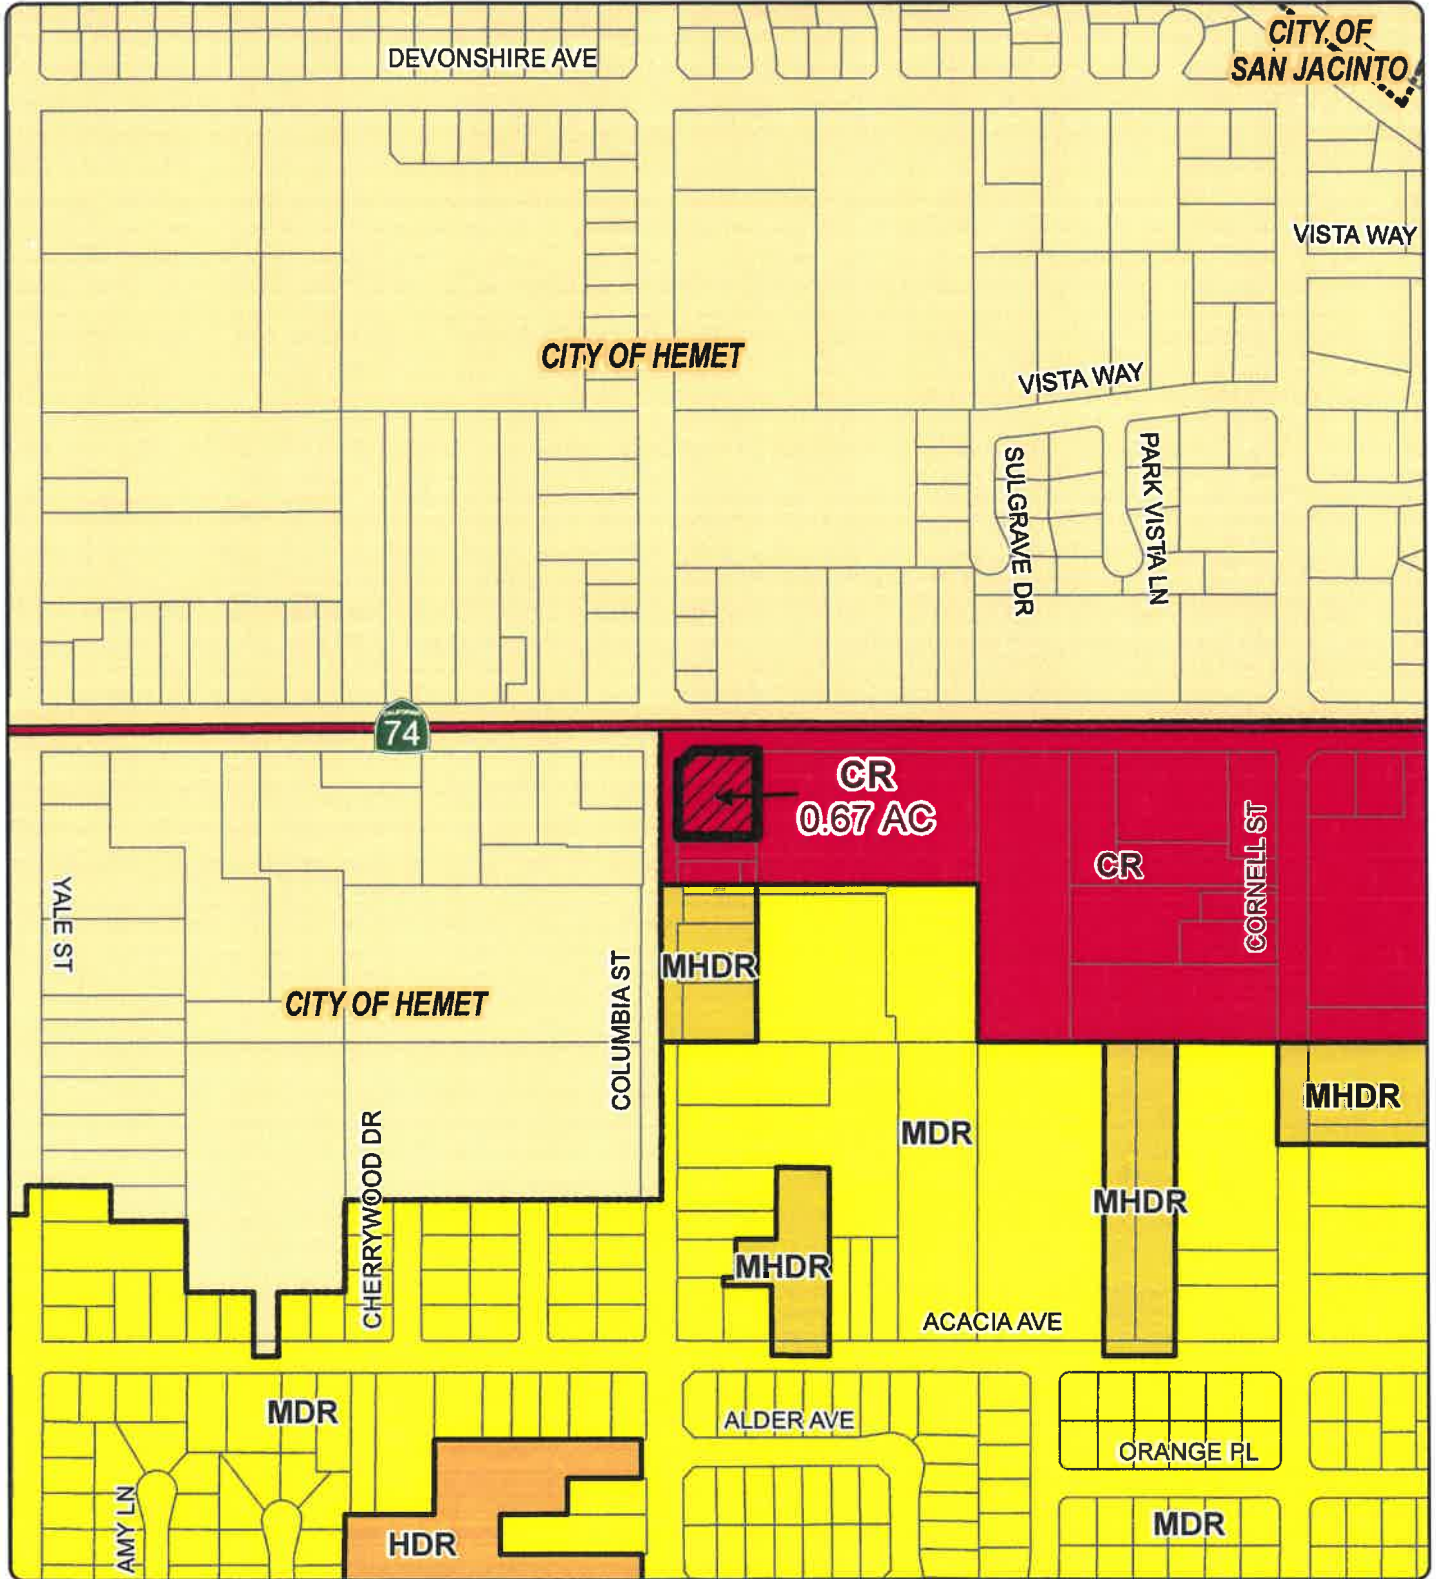 CITY OF
SAN JACINTO
DEVONSHIRE AVE
VISTA WAY
CITY OF HEMET
VISTA WAY
SULGRAVE DR
PARK VISTA LN
74
CR
0.67 AC
CR
CORNELL ST
YALE ST
COLUMBIA ST
MHDR
CITY OF HEMET
MHDR
CHERRYWOOD DR
MDR
MHDR
MHDR
ACACIA AVE
MDR
ALDER AVE
ORANGE PL
AMY LN
HDR
MDR